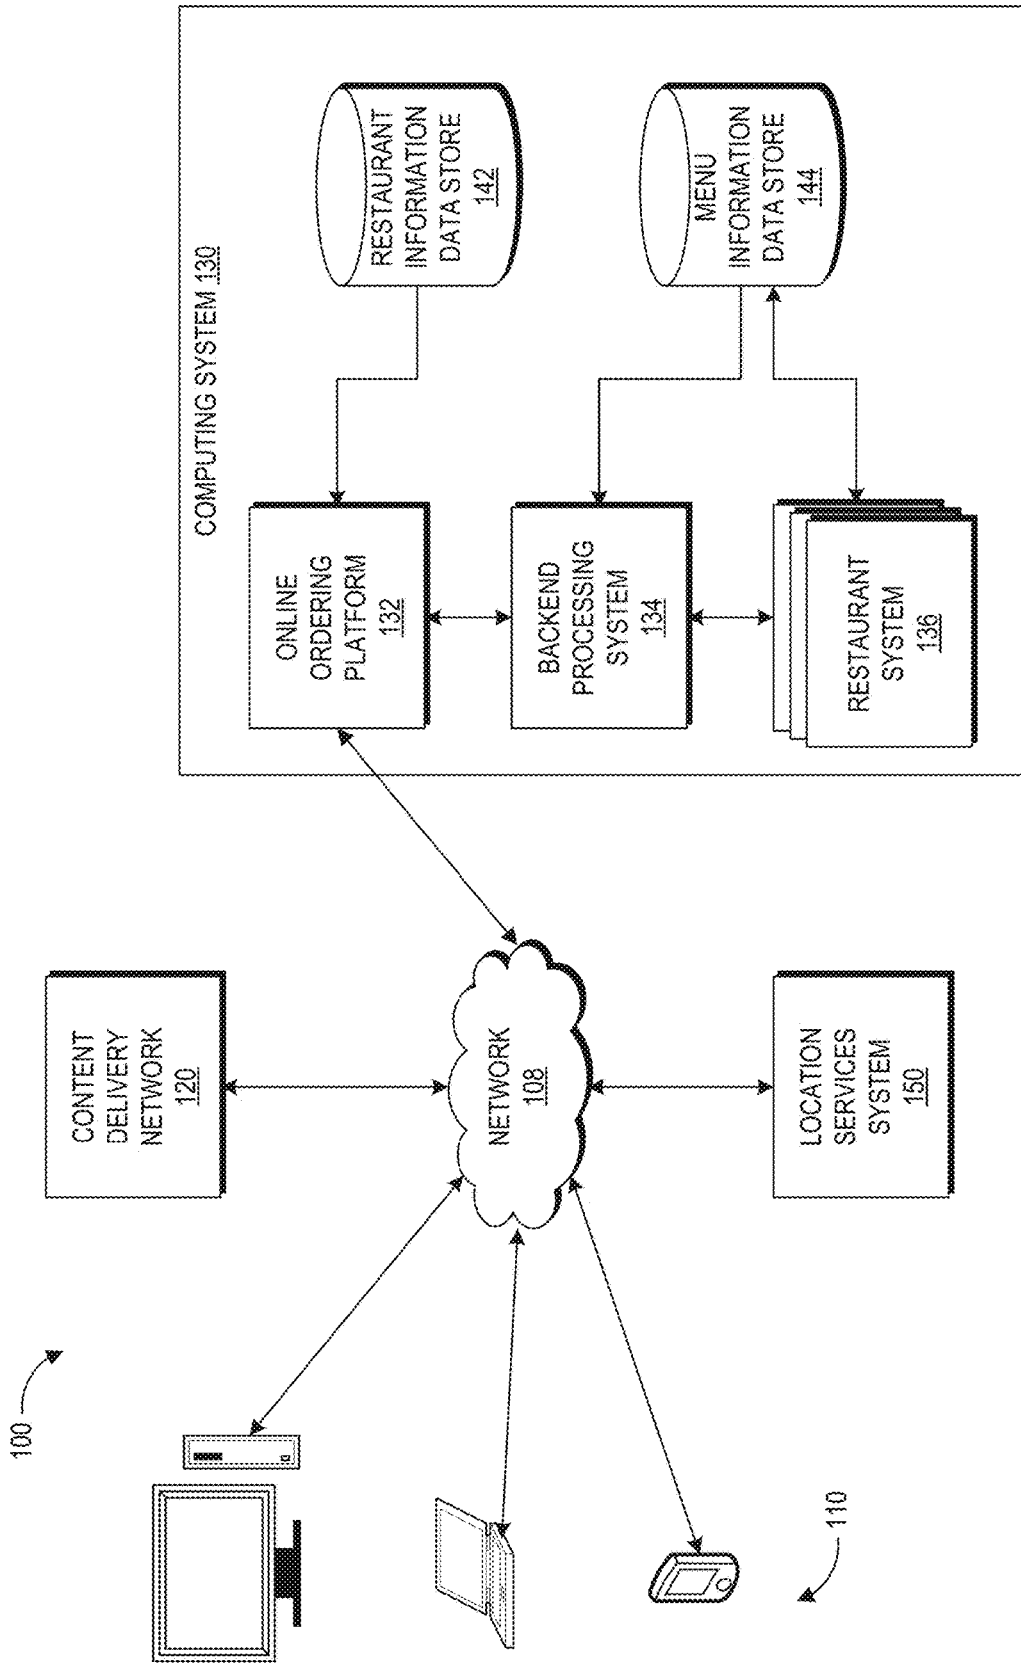 100
110
CONTENT
DELIVERY
NETWORK
120
NETWORK
108
LOCATION
SERVICES
SYSTEM
150
COMPUTING SYSTEM 130
ONLINE
ORDERING
PLATFORM
132
BACKEND
PROCESSING
SYSTEM
134
RESTAURANT
SYSTEM
136
RESTAURANT
INFORMATION
DATA STORE
142
MENU
INFORMATION
DATA STORE
144